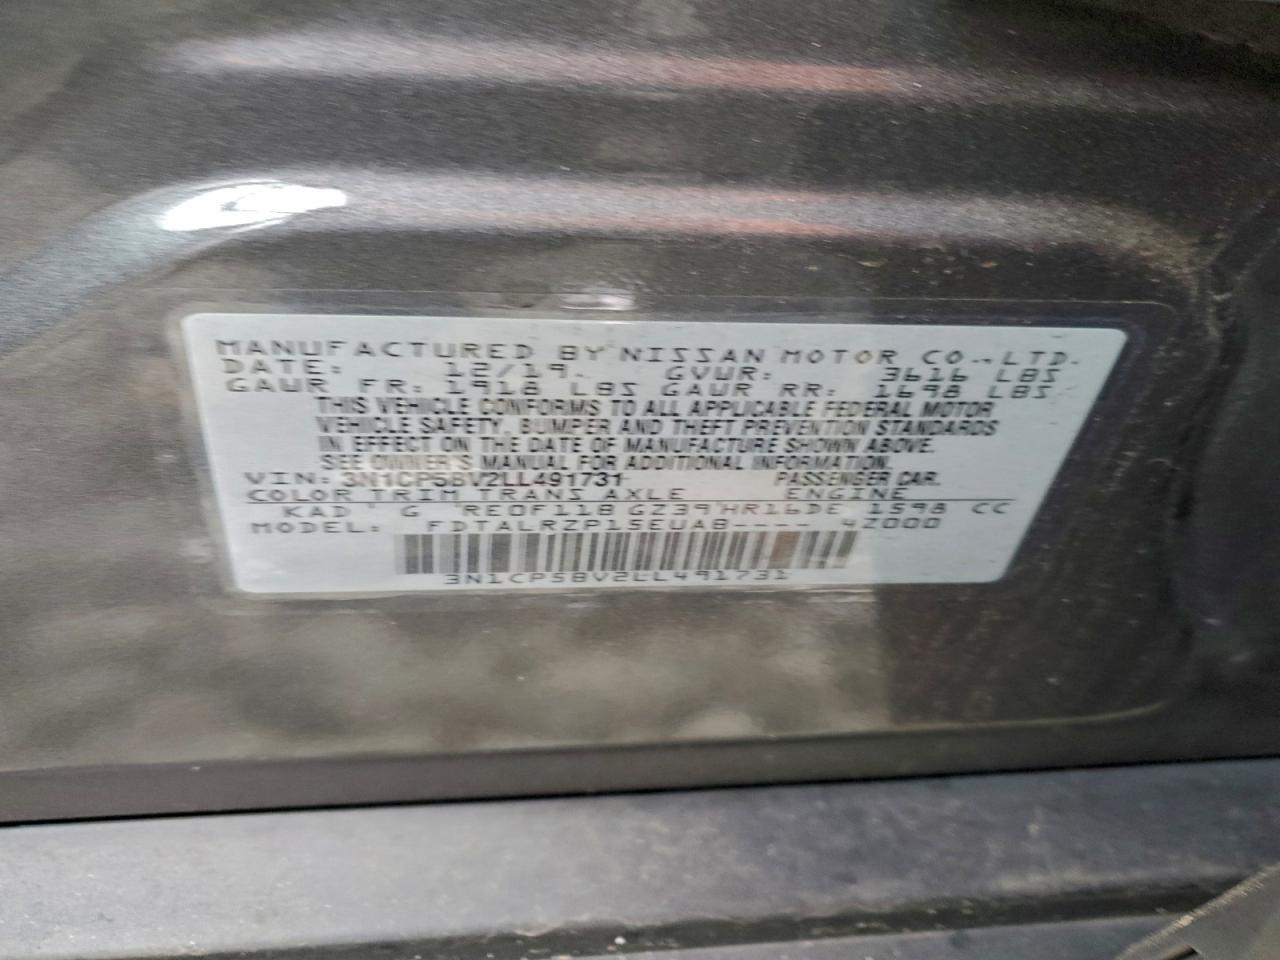 MANUFACTURED BY NISSAN MOTOR CO., LTD.
DATE: 12/19. GVWR: 3616 LBS
GAWR FR: 1918 LBS GAWR RR: 1698 LBS
THIS VEHICLE CONFORMS TO ALL APPLICABLE FEDERAL MOTOR
VEHICLE SAFETY, BUMPER AND THEFT PREVENTION STANDARDS
IN EFFECT ON THE DATE OF MANUFACTURE SHOWN ABOVE.
SEE OWNER'S MANUAL FOR ADDITIONAL INFORMATION.
VIN: 3N1CP5BV2LL491731 PASSENGER CAR.
COLOR TRIM TRANS AXLE ENGINE
KAD G RE0F11B GZ39 HR16DE 1598 CC
MODEL: FDTALRZP15EUAB---- 4Z000
3N1CP5BV2LL491731